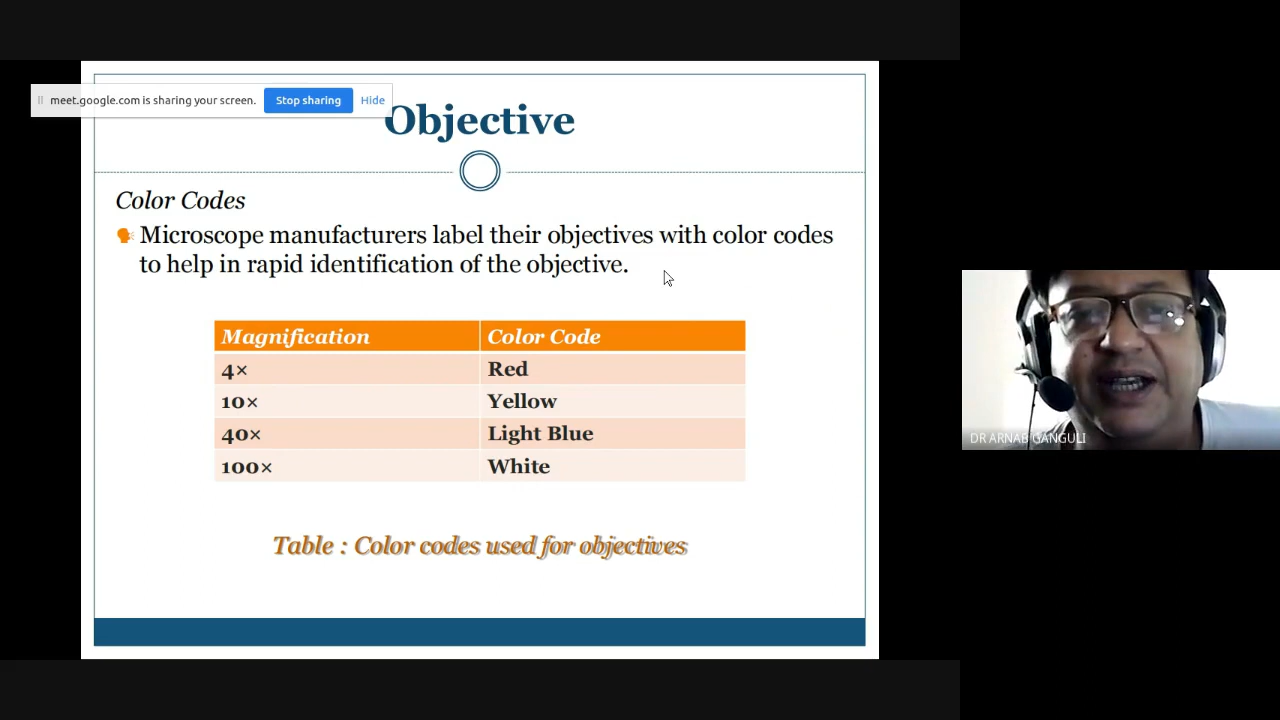 meet.google.com is sharing your screen. Stop sharing Hide
Objective
Color Codes
Microscope manufacturers label their objectives with color codes
to help in rapid identification of the objective.
Magnification Color Code
4× Red
10× Yellow
40× Light Blue
100× White
Table : Color codes used for objectives
DR ARNAB GANGULI